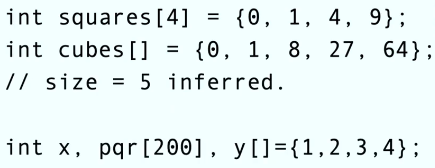 int squares[4] = {0, 1, 4, 9};
int cubes[] = {0, 1, 8, 27, 64};
// size = 5 inferred.
int x, pqr[200], y[]={1,2,3,4};